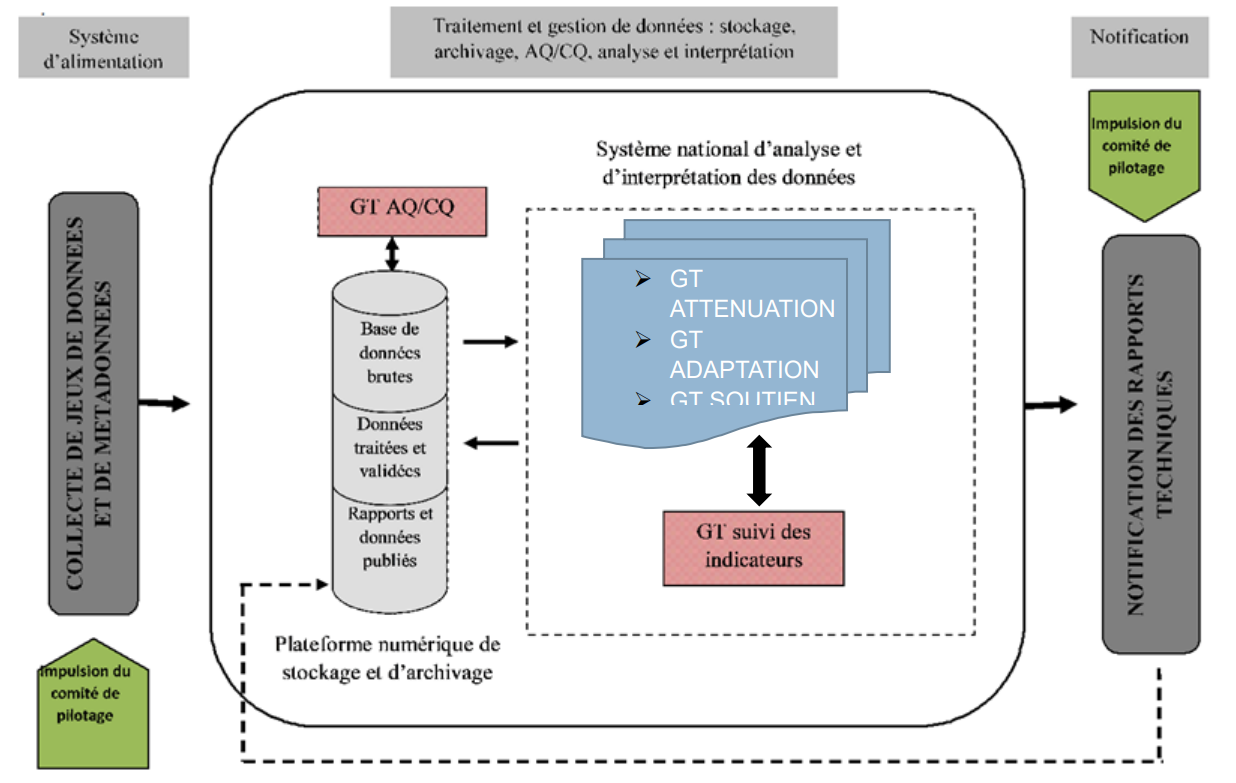 Système
d'alimentation
Traitement et gestion de données : stockage,
archivage, AQ/CQ, analyse et interprétation
Notification
Impulsion du
comité de
pilotage
Système national d'analyse et
d'interprétation des données
GT AQ/CQ
COLLECTE DE JEUX DE DONNEES
ET DE METADONNEES
Base de
données
brutes
Données
traitées et
validées
Rapports et
données
publiés
GT
ATTENUATION
GT
ADAPTATION
GT SOUTIEN
GT suivi des
indicateurs
NOTIFICATION DES RAPPORTS
TECHNIQUES
Plateforme numérique de
stockage et d'archivage
Impulsion du
comité de
pilotage